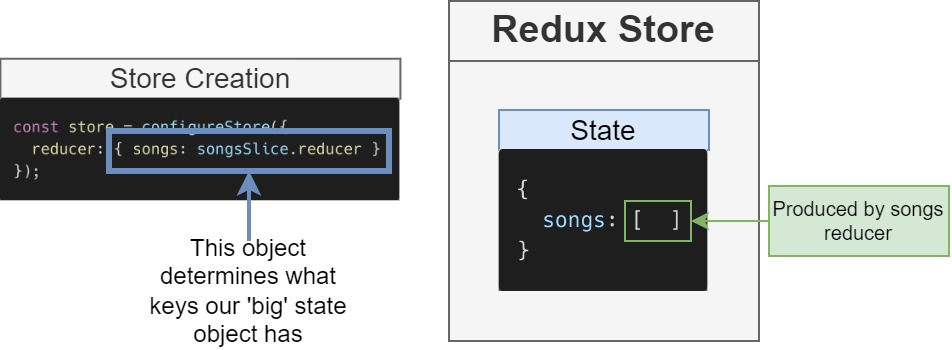 Store Creation
const store = configureStore({
reducer: { songs: songsSlice.reducer }
});
This object
determines what
keys our 'big' state
object has
Redux Store
State
{
songs: [ ]
}
Produced by songs
reducer